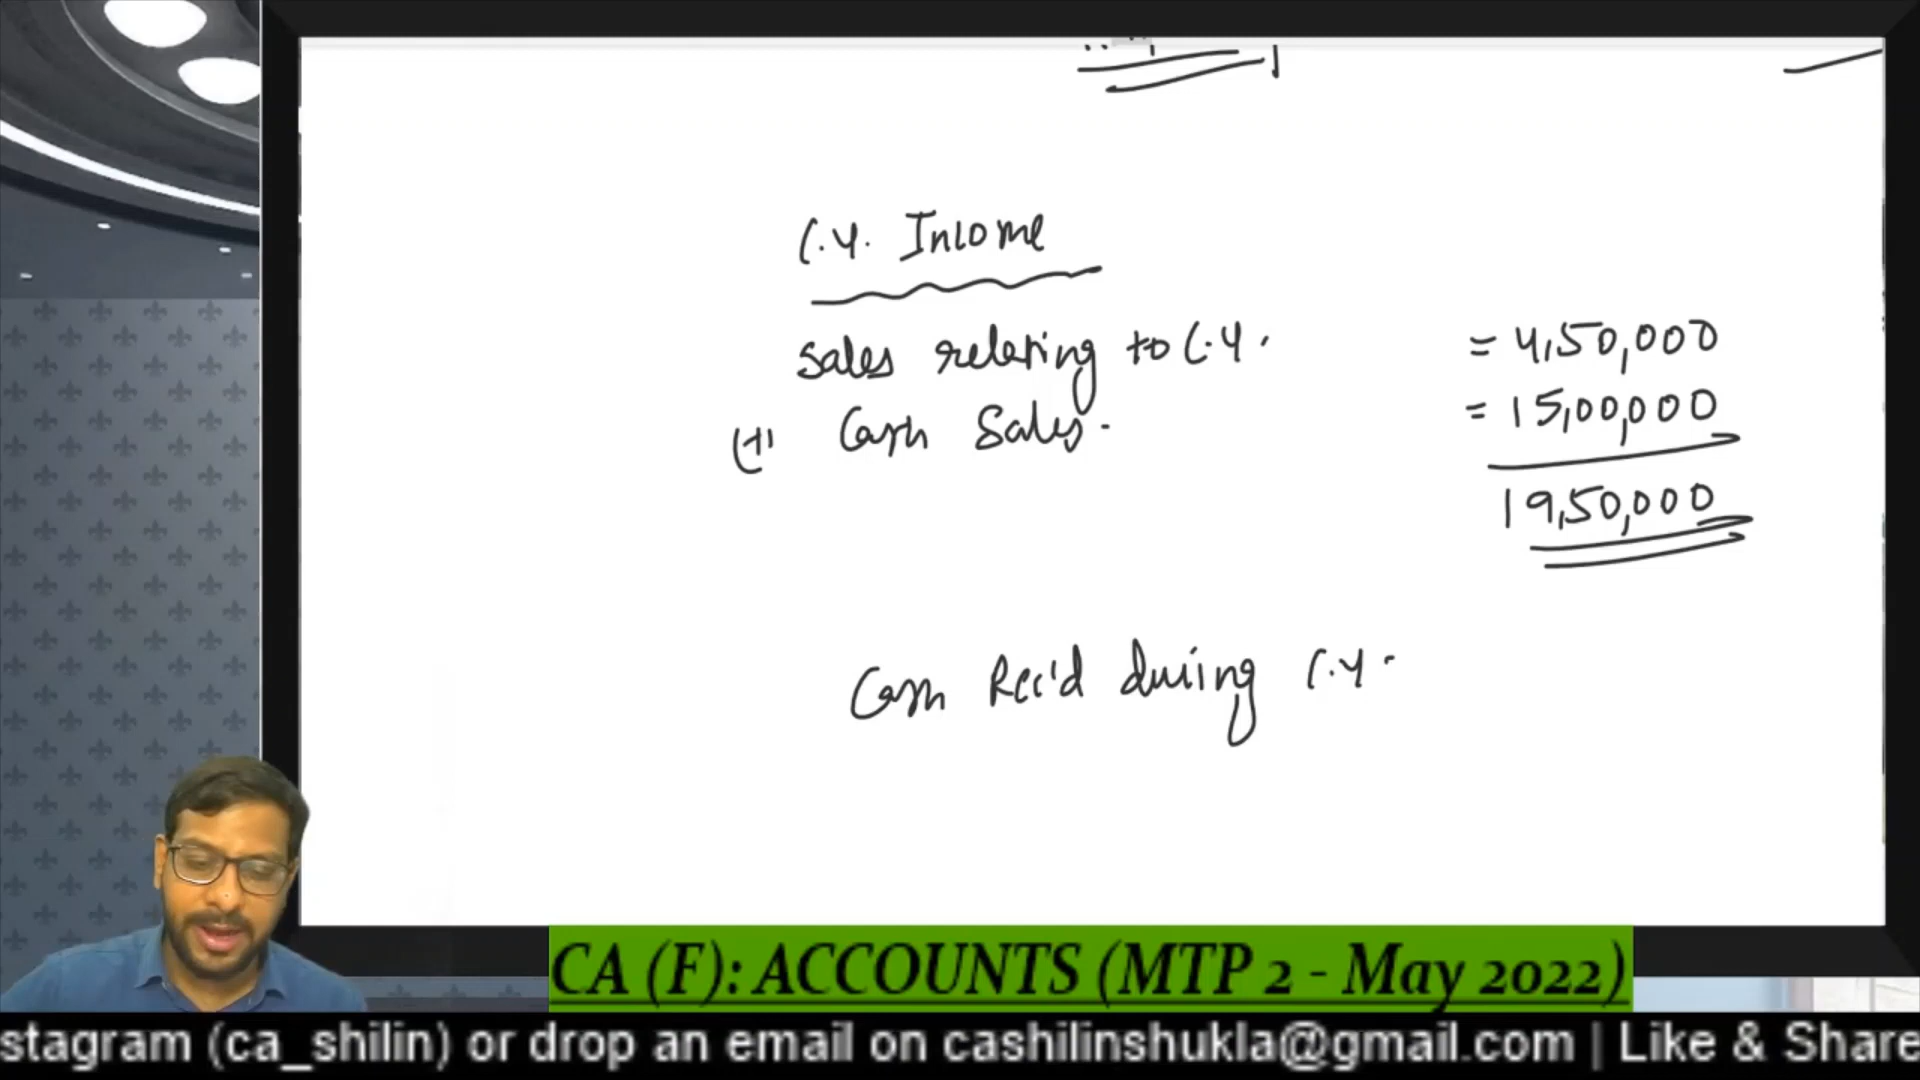 C.Y. Income
sales relating to C.Y. = 4,50,000
(+) Cash Sales. = 15,00,000
19,50,000
Cash Rec'd during C.Y.
CA (F): ACCOUNTS (MTP 2 - May 2022)
stagram (ca_shilin) or drop an email on cashilinshukla@gmail.com | Like & Share